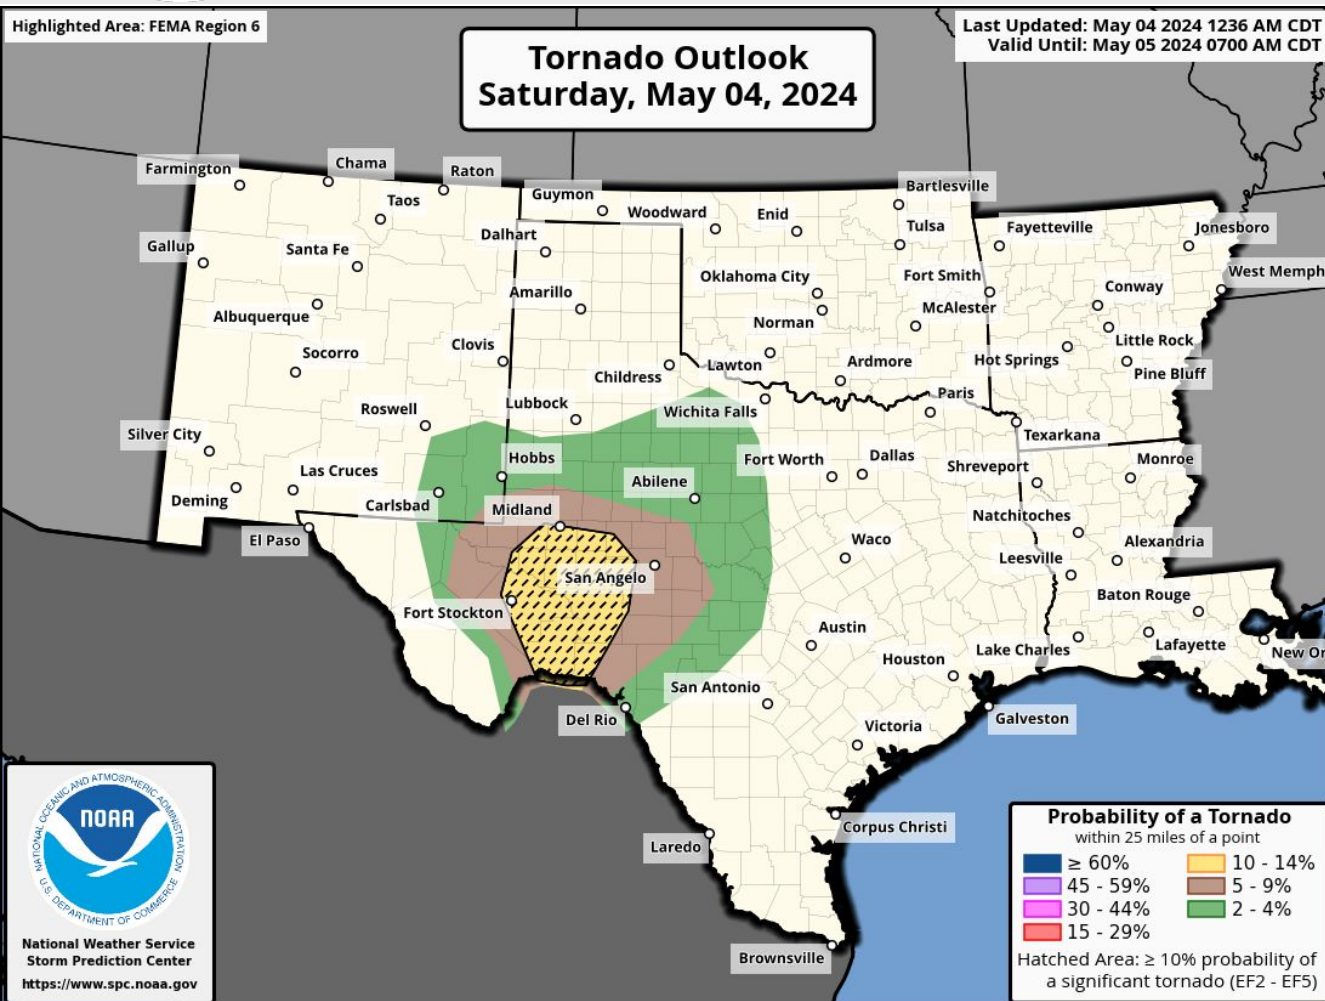 Highlighted Area: FEMA Region 6
Last Updated: May 04 2024 1236 AM CDT
Valid Until: May 05 2024 0700 AM CDT
Tornado Outlook
Saturday, May 04, 2024
Farmington
Chama
Raton
Taos
Guymon
Woodward
Enid
Bartlesville
Tulsa
Fayetteville
Jonesboro
Gallup
Santa Fe
Dalhart
Oklahoma City
Fort Smith
West Memph
Amarillo
Conway
Albuquerque
Norman
McAlester
Little Rock
Socorro
Clovis
Childress
Lawton
Ardmore
Hot Springs
Pine Bluff
Roswell
Lubbock
Wichita Falls
Paris
Silver City
Texarkana
Las Cruces
Hobbs
Abilene
Fort Worth
Dallas
Shreveport
Monroe
Deming
Carlsbad
Midland
Natchitoches
El Paso
Waco
Leesville
Alexandria
San Angelo
Baton Rouge
Fort Stockton
Austin
Lake Charles
Lafayette
New Or
Houston
San Antonio
Del Rio
Victoria
Galveston
Laredo
Corpus Christi
Brownsville
NATIONAL OCEANIC AND ATMOSPHERIC ADMINISTRATION
NOAA
U.S. DEPARTMENT OF COMMERCE
National Weather Service
Storm Prediction Center
https://www.spc.noaa.gov
Probability of a Tornado
within 25 miles of a point
≥ 60%
45 - 59%
30 - 44%
15 - 29%
10 - 14%
5 - 9%
2 - 4%
Hatched Area: ≥ 10% probability of
a significant tornado (EF2 - EF5)